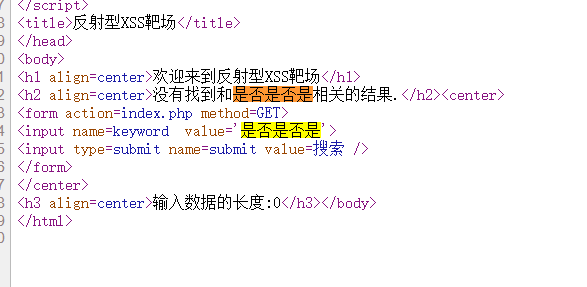 </script>
<title>反射型XSS靶场</title>
</head>
<body>
<h1 align=center>欢迎来到反射型XSS靶场</h1>
<h2 align=center>没有找到和是否是否是相关的结果.</h2><center>
<form action=index.php method=GET>
<input name=keyword  value='是否是否是'>
<input type=submit name=submit value=搜索 />
</form>
</center>
<h3 align=center>输入数据的长度:0</h3></body>
</html>